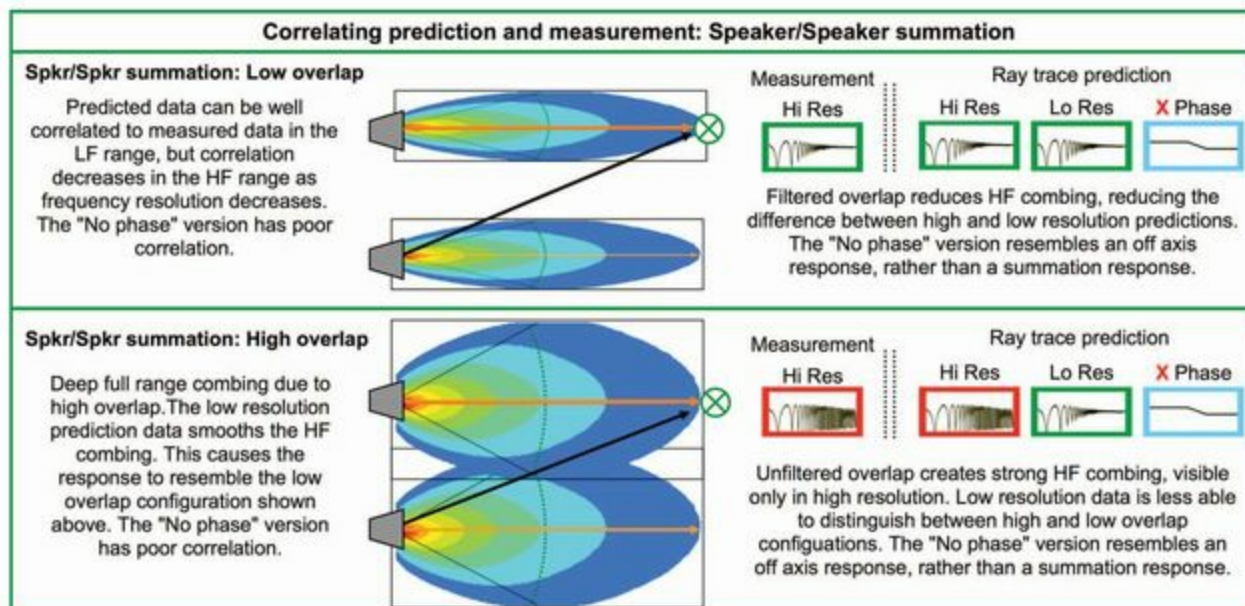 Correlating prediction and measurement: Speaker/Speaker summation
Spkr/Spkr summation: Low overlap
Predicted data can be well
correlated to measured data in the
LF range, but correlation
decreases in the HF range as
frequency resolution decreases.
The "No phase" version has poor
correlation.
Measurement
Ray trace prediction
Hi Res
Hi Res
Lo Res
X Phase
Filtered overlap reduces HF combing, reducing the
difference between high and low resolution predictions.
The "No phase" version resembles an off axis
response, rather than a summation response.
Spkr/Spkr summation: High overlap
Deep full range combing due to
high overlap.The low resolution
prediction data smooths the HF
combing. This causes the
response to resemble the low
overlap configuration shown
above. The "No phase" version
has poor correlation.
Measurement
Ray trace prediction
Hi Res
Hi Res
Lo Res
X Phase
Unfiltered overlap creates strong HF combing, visible
only in high resolution. Low resolution data is less able
to distinguish between high and low overlap
configuations. The "No phase" version resembles an
off axis response, rather than a summation response.